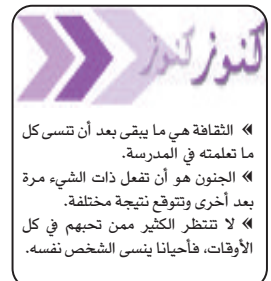 كنوز كنوز
» الثقافة هي ما يبقى بعد أن تنسى كل
ما تعلمته في المدرسة.
» الجنون هو أن تفعل ذات الشيء مرة
بعد أخرى وتتوقع نتيجة مختلفة.
» لا تنتظر الكثير ممن تحبهم في كل
الأوقات، فأحيانا ينسى الشخص نفسه.